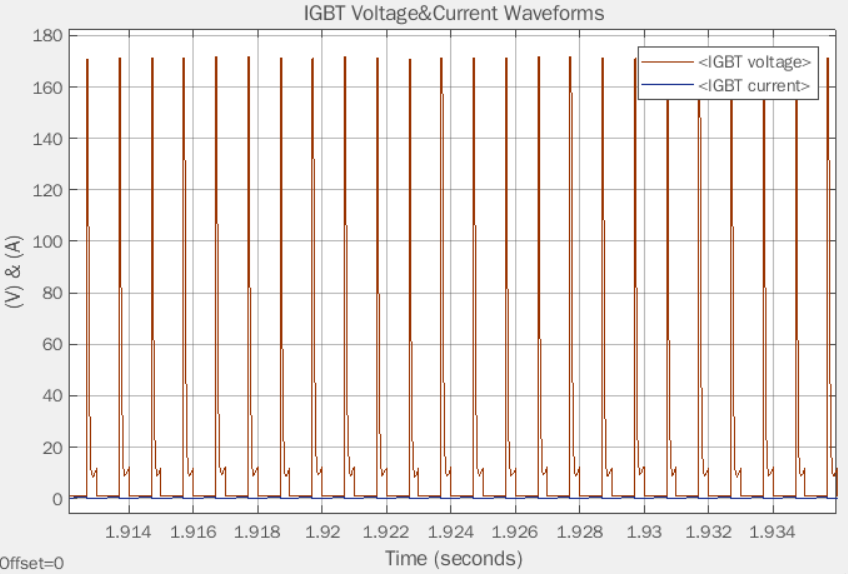 IGBT Voltage&Current Waveforms
<IGBT voltage>
<IGBT current>
(V) & (A)
180
160
140
120
100
80
60
40
20
0
1.914 1.916 1.918 1.92 1.922 1.924 1.926 1.928 1.93 1.932 1.934
Time (seconds)
Offset=0